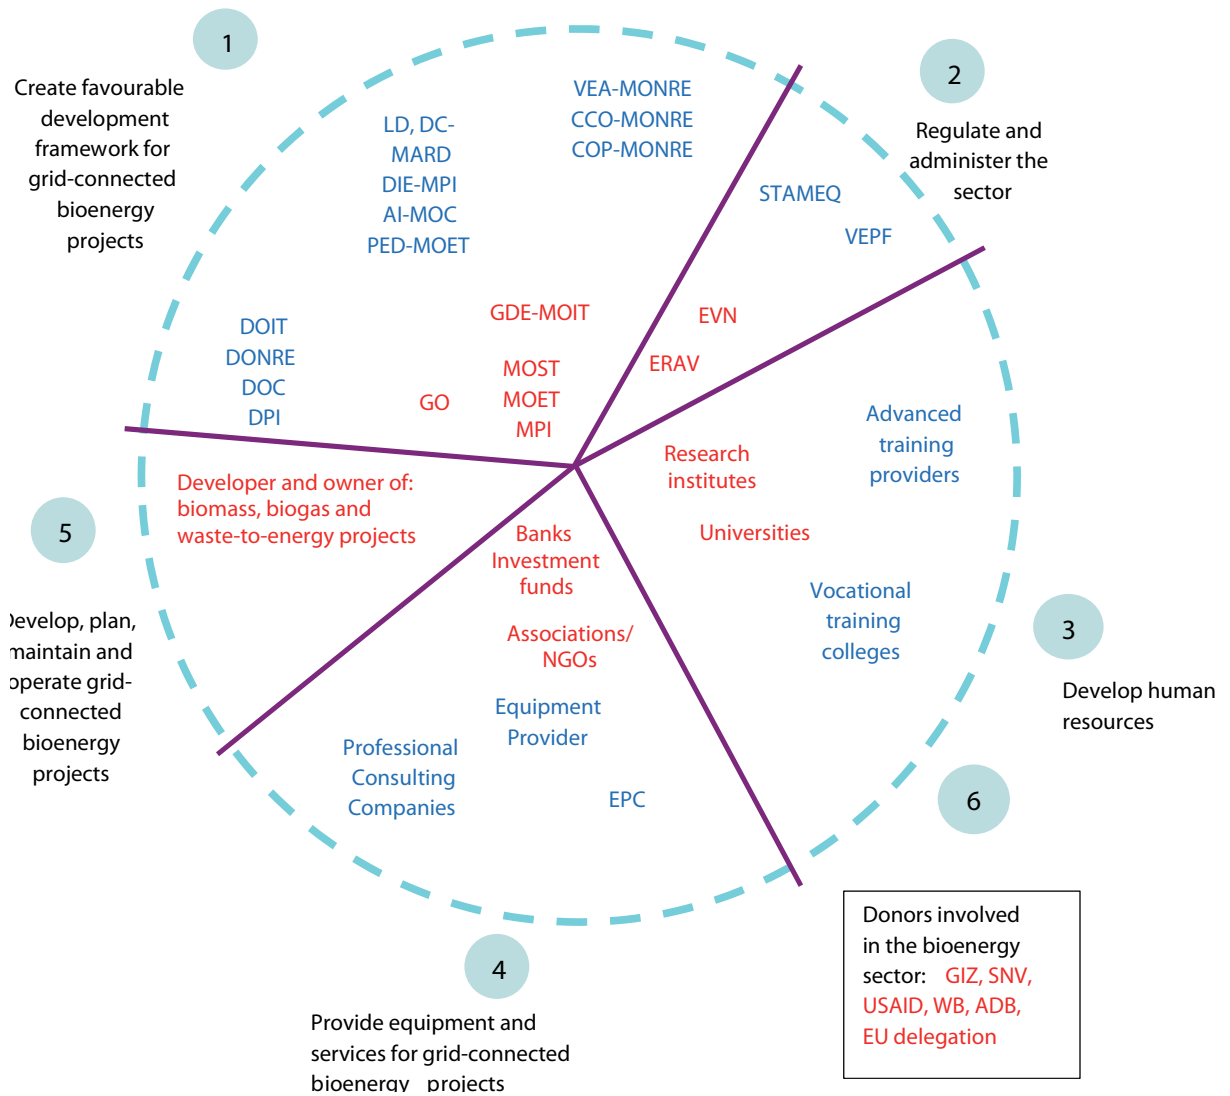 1
Create favourable
development
framework for
grid-connected
bioenergy
projects
VEA-MONRE
CCO-MONRE
COP-MONRE
LD, DC-
MARD
DIE-MPI
AI-MOC
PED-MOET
GDE-MOIT
MOST
MOET
MPI
GO
DOIT
DONRE
DOC
DPI
2
Regulate and
administer the
sector
STAMEQ
VEPF
EVN
ERAV
Research
institutes
Universities
Advanced
training
providers
Vocational
training
colleges
3
Develop human
resources
Banks
Investment
funds
Associations/
NGOs
Equipment
Provider
Professional
Consulting
Companies
EPC
4
Provide equipment and
services for grid-connected
bioenergy projects
Developer and owner of:
biomass, biogas and
waste-to-energy projects
5
Develop, plan,
maintain and
operate grid-
connected
bioenergy
projects
6
Donors involved
in the bioenergy
sector: GIZ, SNV,
USAID, WB, ADB,
EU delegation